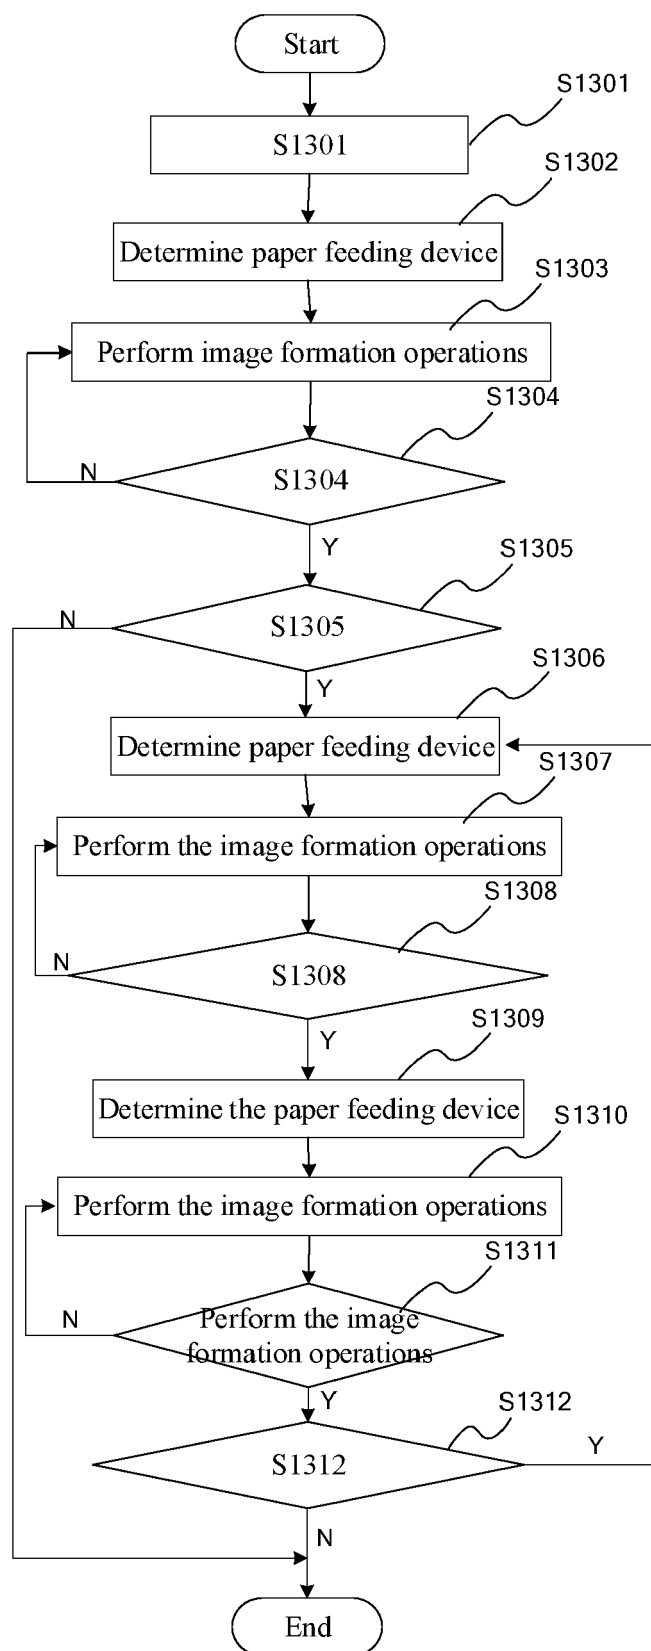 Start
S1301
S1301
S1302
Determine paper feeding device
S1303
Perform image formation operations
S1304
N
S1304
Y
S1305
N
S1305
Y
S1306
Determine paper feeding device
S1307
Perform the image formation operations
S1308
N
S1308
Y
S1309
Determine the paper feeding device
S1310
Perform the image formation operations
S1311
N
Perform the image
formation operations
Y
S1312
Y
S1312
N
End